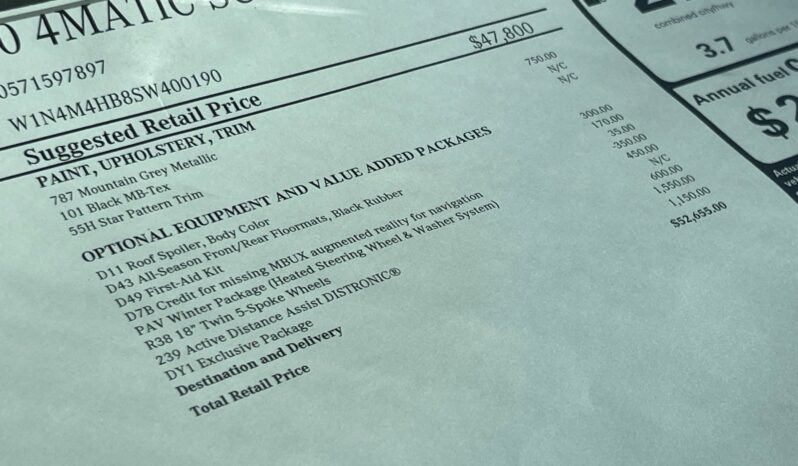 0 4MATIC SU
0571597897
W1N4M4HB8SW400190
Suggested Retail Price $47,800
PAINT, UPHOLSTERY, TRIM
787 Mountain Grey Metallic 750.00
101 Black MB-Tex N/C
55H Star Pattern Trim N/C
OPTIONAL EQUIPMENT AND VALUE ADDED PACKAGES
D11 Roof Spoiler, Body Color 300.00
D43 All-Season Front/Rear Floormats, Black Rubber 170.00
D49 First-Aid Kit 35.00
D7B Credit for missing MBUX augmented reality for navigation -350.00
PAV Winter Package (Heated Steering Wheel & Washer System) 450.00
R38 18" Twin 5-Spoke Wheels N/C
239 Active Distance Assist DISTRONIC® 600.00
DY1 Exclusive Package 1,550.00
Destination and Delivery 1,150.00
Total Retail Price $52,655.00
combined city/hwy
3.7 gallons per
Annual fuel
$2